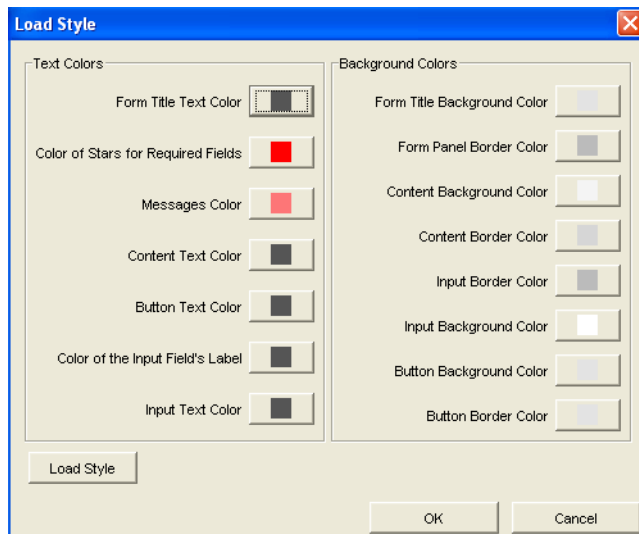 Load Style
Text Colors
Form Title Text Color
Color of Stars for Required Fields
Messages Color
Content Text Color
Button Text Color
Color of the Input Field's Label
Input Text Color
Background Colors
Form Title Background Color
Form Panel Border Color
Content Background Color
Content Border Color
Input Border Color
Input Background Color
Button Background Color
Button Border Color
Load Style
OK Cancel